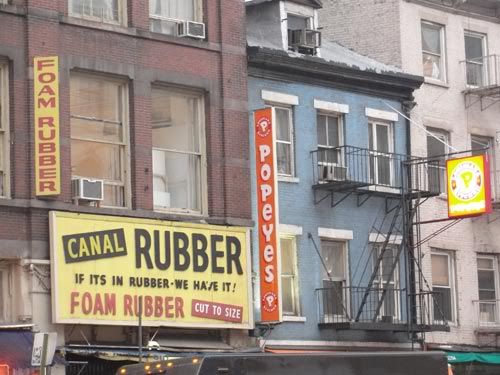 FOAM RUBBER
CANAL RUBBER
IF ITS IN RUBBER-WE HAVE IT!
FOAM RUBBER CUT TO SIZE
POPEYES